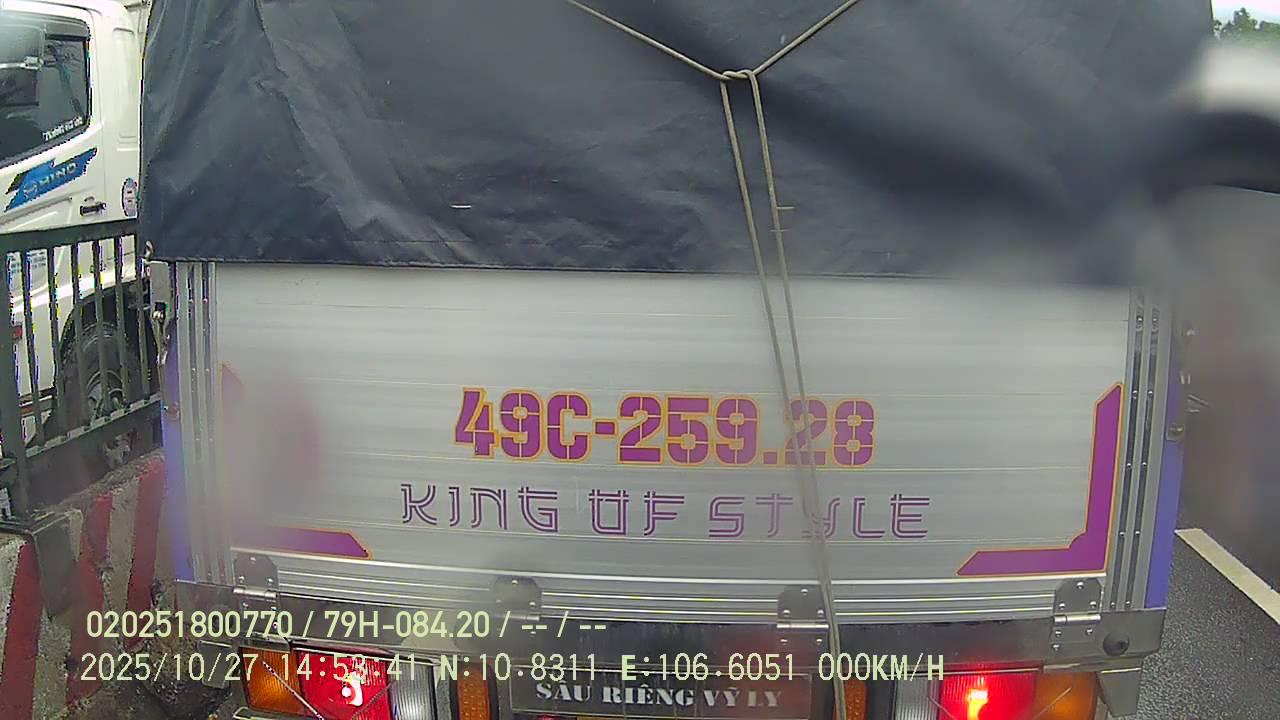 HINO
49C-259.28
KING OF STYLE
020251800770 / 79H-084.20 / -- / --
2025/10/27 14:53:41 N:10.8311 E:106.6051 000KM/H
SẦU RIÊNG VỸ LY